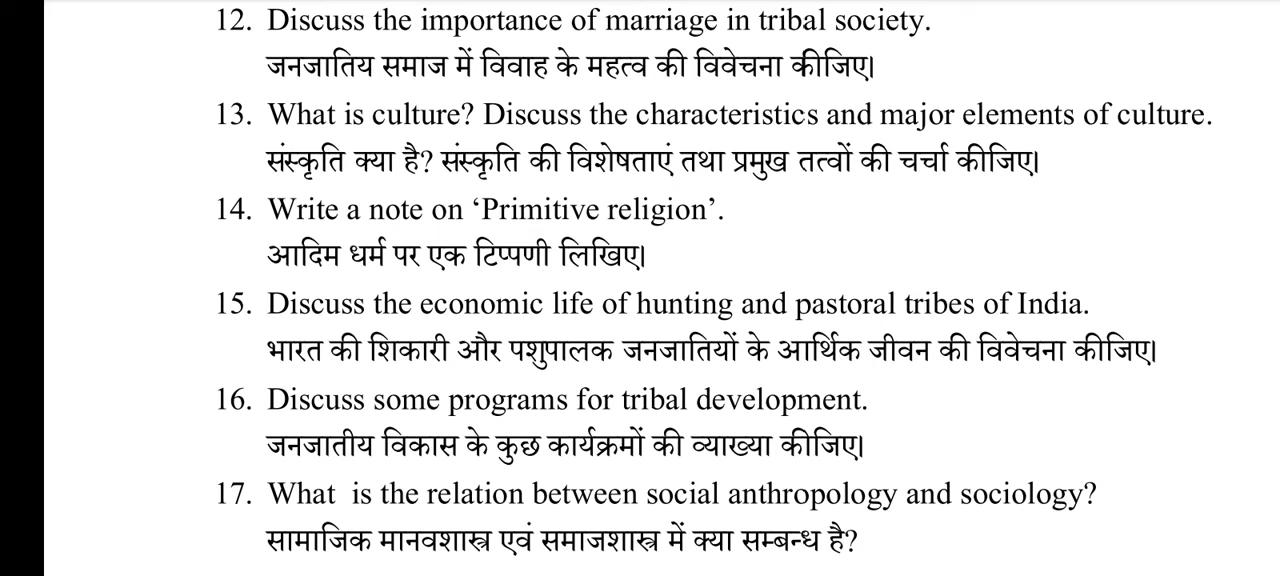 12. Discuss the importance of marriage in tribal society.
जनजातिय समाज में विवाह के महत्व की विवेचना कीजिए।
13. What is culture? Discuss the characteristics and major elements of culture.
संस्कृति क्या है? संस्कृति की विशेषताएं तथा प्रमुख तत्वों की चर्चा कीजिए।
14. Write a note on ‘Primitive religion’.
आदिम धर्म पर एक टिप्पणी लिखिए।
15. Discuss the economic life of hunting and pastoral tribes of India.
भारत की शिकारी और पशुपालक जनजातियों के आर्थिक जीवन की विवेचना कीजिए।
16. Discuss some programs for tribal development.
जनजातीय विकास के कुछ कार्यक्रमों की व्याख्या कीजिए।
17. What is the relation between social anthropology and sociology?
सामाजिक मानवशास्त्र एवं समाजशास्त्र में क्या सम्बन्ध है?